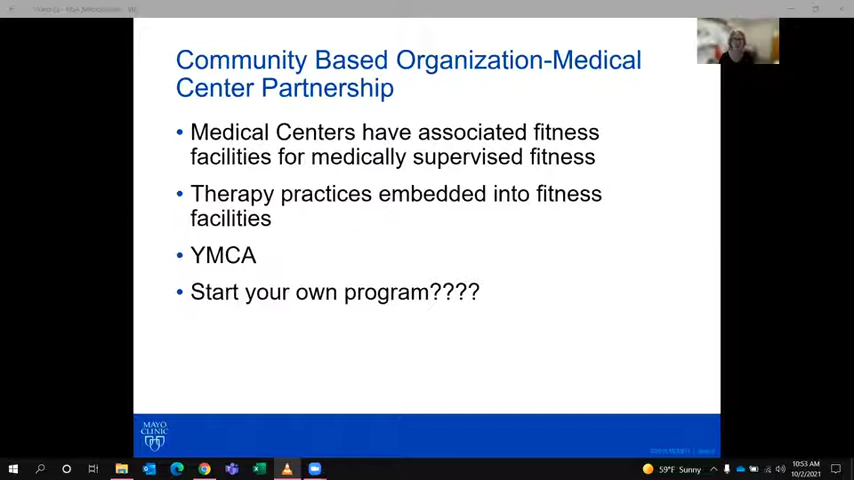 Community Based Organization-Medical
Center Partnership
• Medical Centers have associated fitness
facilities for medically supervised fitness
• Therapy practices embedded into fitness
facilities
• YMCA
• Start your own program????
MAYO
CLINIC
59°F Sunny
10:53 AM
10/2/2021